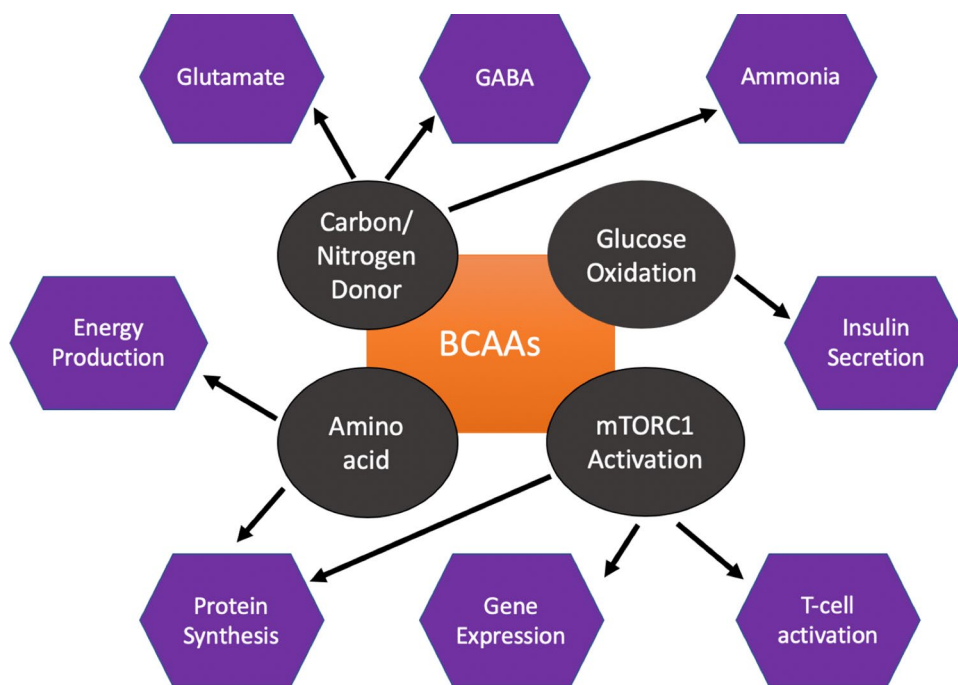 Glutamate
GABA
Ammonia
Carbon/
Nitrogen
Donor
Glucose
Oxidation
Energy
Production
BCAAs
Insulin
Secretion
Amino
acid
mTORC1
Activation
Protein
Synthesis
Gene
Expression
T-cell
activation